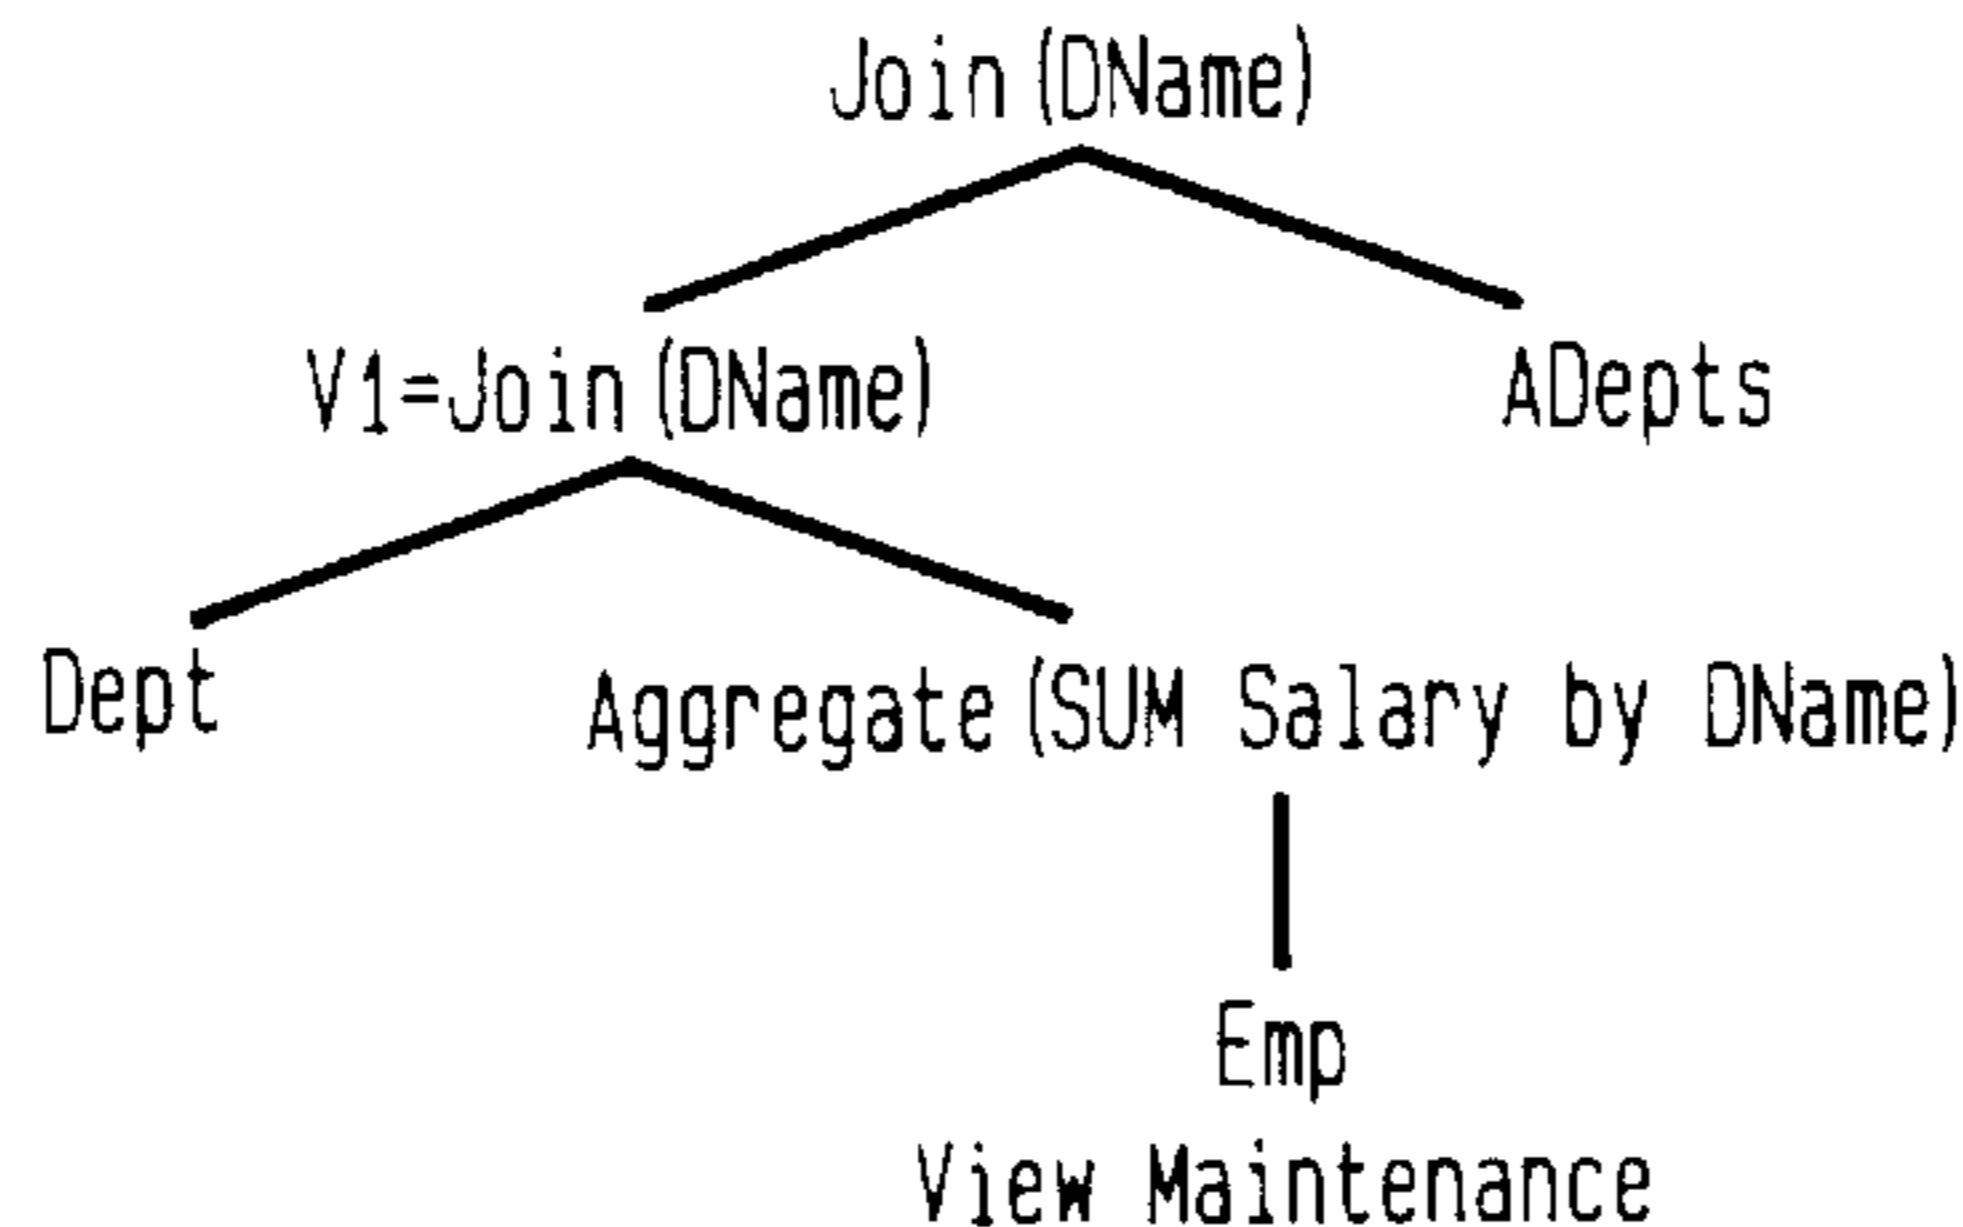 Join(DName)
V1=Join(DName) ADepts
Dept Aggregate(SUM Salary by DName)
Emp
View Maintenance